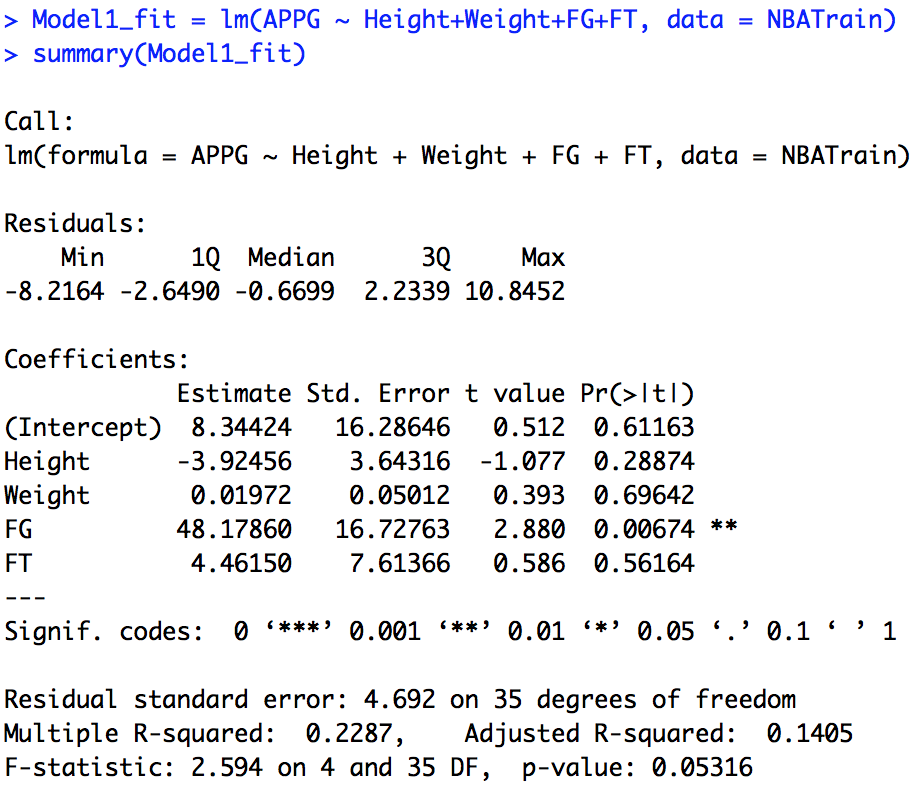 > Model1_fit = lm(APPG ~ Height+Weight+FG+FT, data = NBATrain)
> summary(Model1_fit)
Call:
lm(formula = APPG ~ Height + Weight + FG + FT, data = NBATrain)
Residuals:
    Min      1Q  Median      3Q     Max
-8.2164 -2.6490 -0.6699  2.2339 10.8452
Coefficients:
            Estimate Std. Error t value Pr(>|t|)
(Intercept)  8.34424   16.28646   0.512  0.61163
Height      -3.92456    3.64316  -1.077  0.28874
Weight       0.01972    0.05012   0.393  0.69642
FG          48.17860   16.72763   2.880  0.00674 **
FT           4.46150    7.61366   0.586  0.56164
---
Signif. codes:  0 ‘***’ 0.001 ‘**’ 0.01 ‘*’ 0.05 ‘.’ 0.1 ‘ ’ 1
Residual standard error: 4.692 on 35 degrees of freedom
Multiple R-squared:  0.2287,    Adjusted R-squared:  0.1405
F-statistic: 2.594 on 4 and 35 DF,  p-value: 0.05316